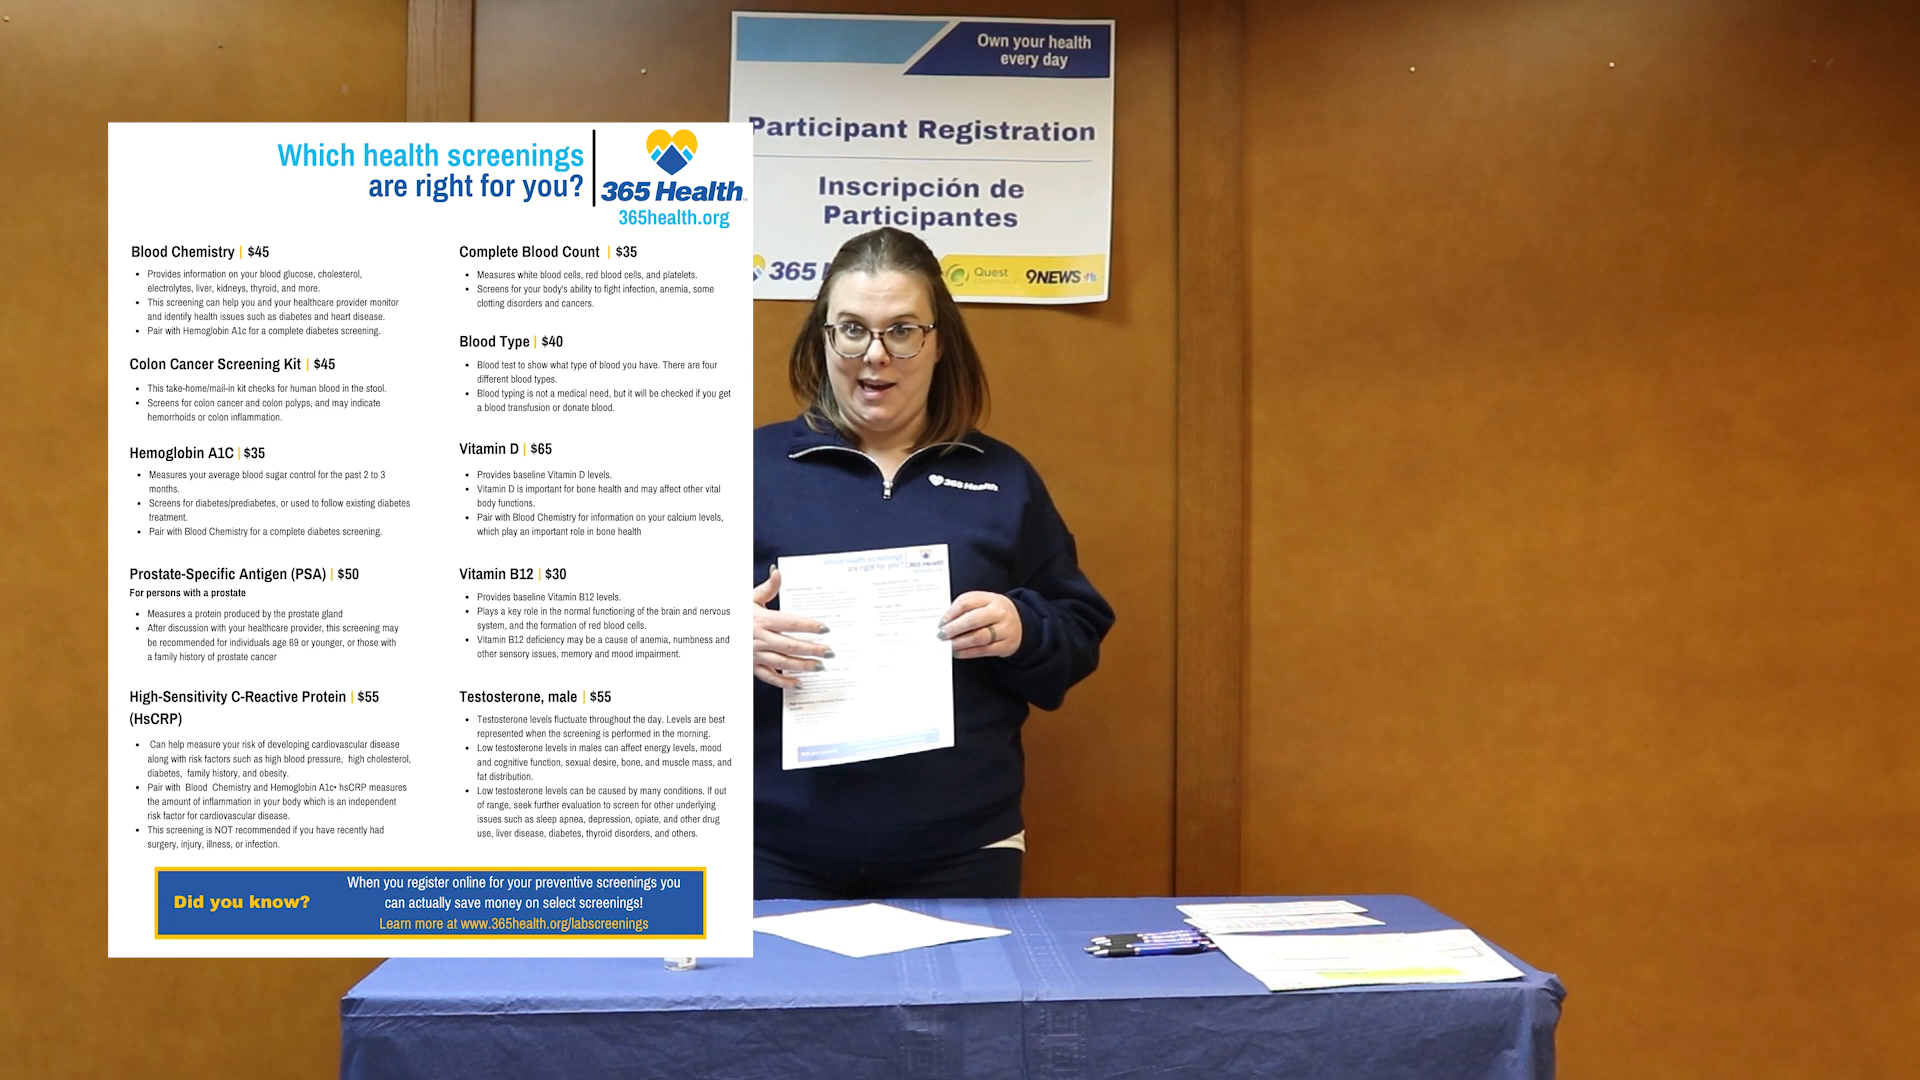 Own your health
every day
Participant Registration
Inscripción de
Participantes
365
Quest
9NEWS
Which health screenings
are right for you?
365 Health
365health.org
Blood Chemistry | $45
• Provides information on your blood glucose, cholesterol,
electrolytes, liver, kidneys, thyroid, and more.
• This screening can help you and your healthcare provider monitor
and identify health issues such as diabetes and heart disease.
• Pair with Hemoglobin A1c for a complete diabetes screening.
Colon Cancer Screening Kit | $45
• This take-home/mail-in kit checks for human blood in the stool.
• Screens for colon cancer and colon polyps, and may indicate
hemorrhoids or colon inflammation.
Hemoglobin A1C | $35
• Measures your average blood sugar control for the past 2 to 3
months.
• Screens for diabetes/prediabetes, or used to follow existing diabetes
treatment.
• Pair with Blood Chemistry for a complete diabetes screening.
Prostate-Specific Antigen (PSA) | $50
For persons with a prostate
• Measures a protein produced by the prostate gland
• After discussion with your healthcare provider, this screening may
be recommended for individuals age 69 or younger, or those with
a family history of prostate cancer
High-Sensitivity C-Reactive Protein | $55
(HsCRP)
• Can help measure your risk of developing cardiovascular disease
along with risk factors such as high blood pressure, high cholesterol,
diabetes, family history, and obesity.
• Pair with Blood Chemistry and Hemoglobin A1c• hsCRP measures
the amount of inflammation in your body which is an independent
risk factor for cardiovascular disease.
• This screening is NOT recommended if you have recently had
surgery, injury, illness, or infection.
Complete Blood Count | $35
• Measures white blood cells, red blood cells, and platelets.
• Screens for your body's ability to fight infection, anemia, some
clotting disorders and cancers.
Blood Type | $40
• Blood test to show what type of blood you have. There are four
different blood types.
• Blood typing is not a medical need, but it will be checked if you get
a blood transfusion or donate blood.
Vitamin D | $65
• Provides baseline Vitamin D levels.
• Vitamin D is important for bone health and may affect other vital
body functions.
• Pair with Blood Chemistry for information on your calcium levels,
which play an important role in bone health
Vitamin B12 | $30
• Provides baseline Vitamin B12 levels.
• Plays a key role in the normal functioning of the brain and nervous
system, and the formation of red blood cells.
• Vitamin B12 deficiency may be a cause of anemia, numbness and
other sensory issues, memory and mood impairment.
Testosterone, male | $55
• Testosterone levels fluctuate throughout the day. Levels are best
represented when the screening is performed in the morning.
• Low testosterone levels in males can affect energy levels, mood
and cognitive function, sexual desire, bone, and muscle mass, and
fat distribution.
• Low testosterone levels can be caused by many conditions. If out
of range, seek further evaluation to screen for other underlying
issues such as sleep apnea, depression, opiate, and other drug
use, liver disease, diabetes, thyroid disorders, and others.
Did you know?
When you register online for your preventive screenings you
can actually save money on select screenings!
Learn more at www.365health.org/labscreenings
365 Health
Which health screenings
are right for you?
365 Health